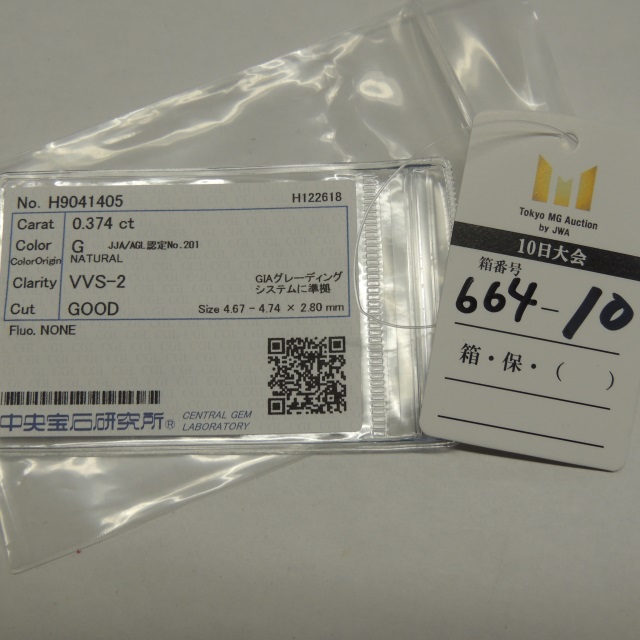 No. H9041405 H122618
Carat 0.374 ct
Color G JJA/AGL認定No.201
ColorOrigin NATURAL
Clarity VVS-2 GIAグレーディング
システムに準拠
Cut GOOD Size 4.67 - 4.74 × 2.80 mm
Fluo. NONE
中央宝石研究所® CENTRAL GEM
LABORATORY
Tokyo MG Auction
by JWA
10日大会
箱番号
664-10
箱・保・（　　）